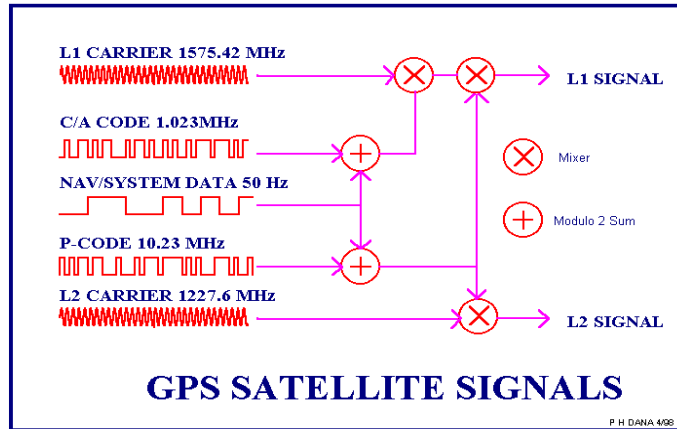 L1 CARRIER 1575.42 MHz
L1 SIGNAL
C/A CODE 1.023MHz
Mixer
NAV/SYSTEM DATA 50 Hz
Modulo 2 Sum
P-CODE 10.23 MHz
L2 CARRIER 1227.6 MHz
L2 SIGNAL
GPS SATELLITE SIGNALS
P H DANA 4/98